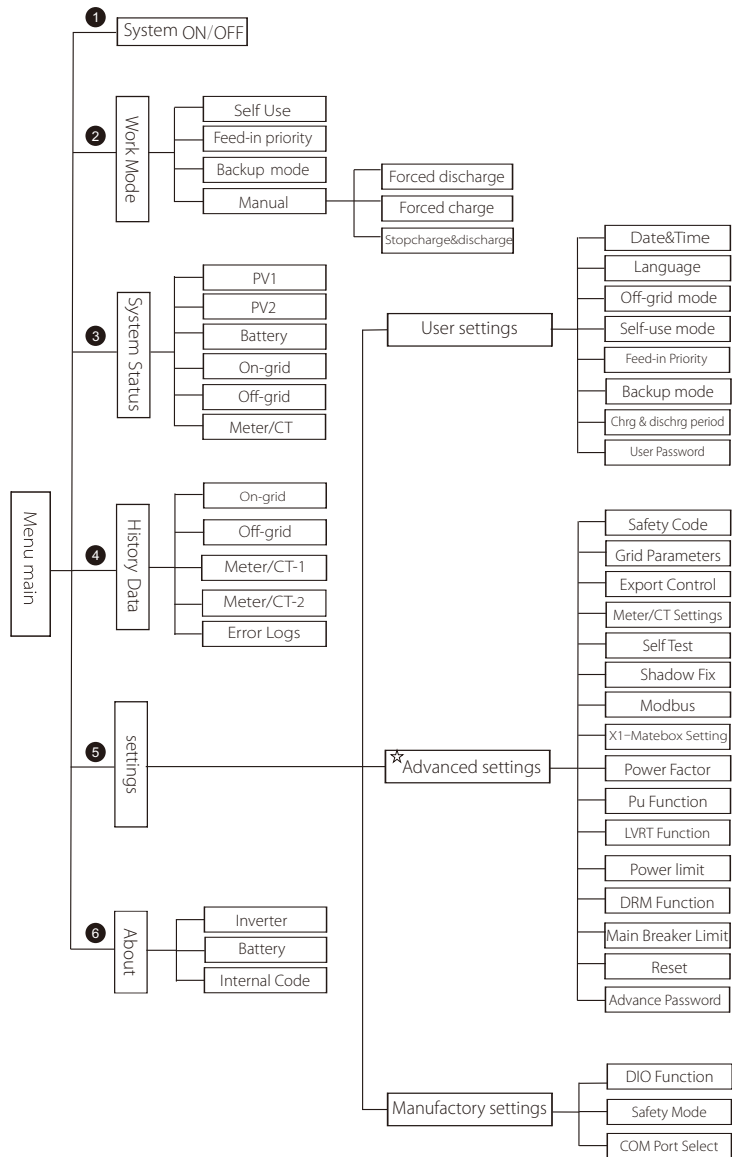 Menu main
1
System ON/OFF
2
Work Mode
Self Use
Feed-in priority
Backup mode
Manual
Forced discharge
Forced charge
Stopcharge&discharge
3
System Status
PV1
PV2
Battery
On-grid
Off-grid
Meter/CT
4
History Data
On-grid
Off-grid
Meter/CT-1
Meter/CT-2
Error Logs
5
settings
User settings
Date&Time
Language
Off-grid mode
Self-use mode
Feed-in Priority
Backup mode
Chrg & dischrg period
User Password
☆Advanced settings
Safety Code
Grid Parameters
Export Control
Meter/CT Settings
Self Test
Shadow Fix
Modbus
X1-Matebox Setting
Power Factor
Pu Function
LVRT Function
Power limit
DRM Function
Main Breaker Limit
Reset
Advance Password
Manufactory settings
DIO Function
Safety Mode
COM Port Select
6
About
Inverter
Battery
Internal Code